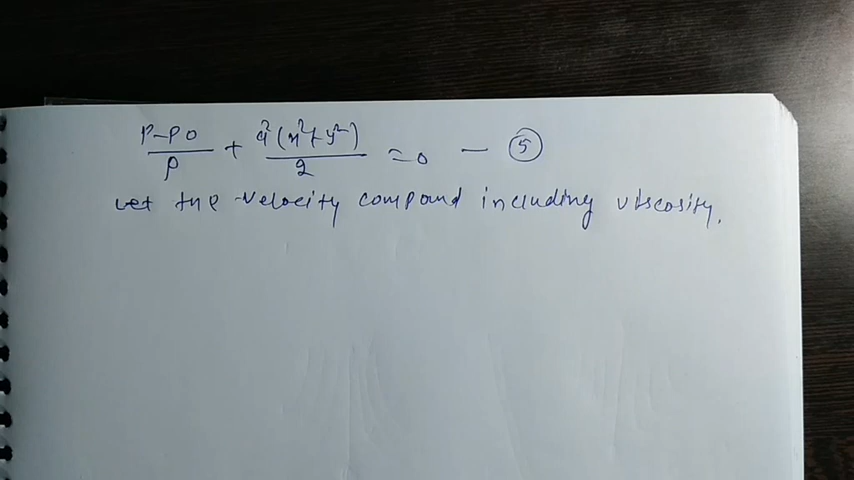 p-p0/ρ + a²(x²+y²)/2 = 0 — ⑤
Let the velocity compound including viscosity.